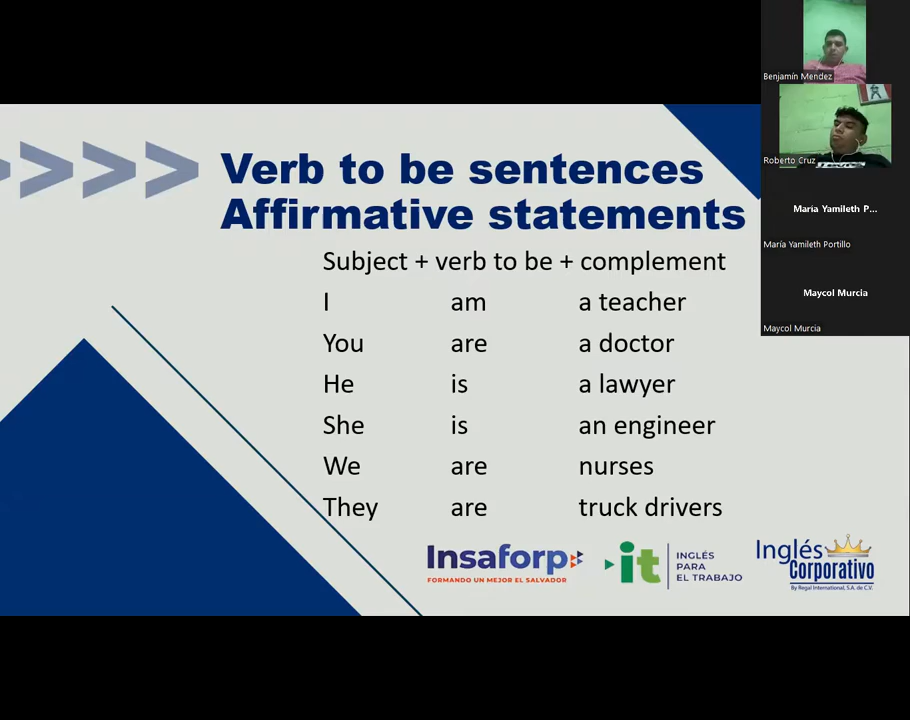 Benjamín Mendez
Roberto Cruz
María Yamileth P...
María Yamileth Portillo
Maycol Murcia
Maycol Murcia
>>>>
Verb to be sentences
Affirmative statements
Subject + verb to be + complement
I am a teacher
You are a doctor
He is a lawyer
She is an engineer
We are nurses
They are truck drivers
Insaforp
FORMANDO UN MEJOR EL SALVADOR
it
INGLÉS
PARA
EL TRABAJO
Inglés
Corporativo
By Regal International, S.A. de C.V.